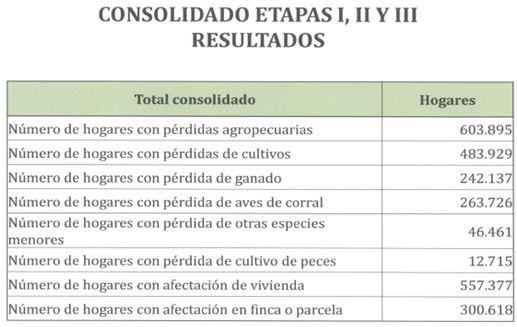 CONSOLIDADO ETAPAS I, II Y III
RESULTADOS
Total consolidado Hogares
Número de hogares con pérdidas agropecuarias 603.895
Número de hogares con pérdidas de cultivos 483.929
Número de hogares con pérdida de ganado 242.137
Número de hogares con pérdida de aves de corral 263.726
Número de hogares con pérdida de otras especies
menores 46.461
Número de hogares con pérdida de cultivo de peces 12.715
Número de hogares con afectación de vivienda 557.377
Número de hogares con afectación en finca o parcela 300.618